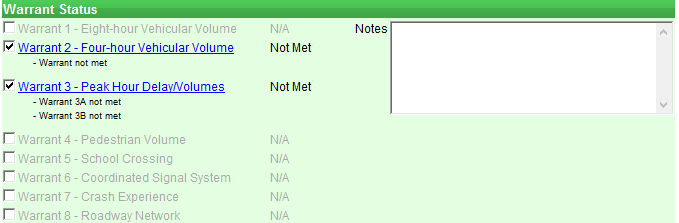 Warrant Status
Warrant 1 - Eight-hour Vehicular Volume N/A Notes
Warrant 2 - Four-hour Vehicular Volume Not Met
- Warrant not met
Warrant 3 - Peak Hour Delay/Volumes Not Met
- Warrant 3A not met
- Warrant 3B not met
Warrant 4 - Pedestrian Volume N/A
Warrant 5 - School Crossing N/A
Warrant 6 - Coordinated Signal System N/A
Warrant 7 - Crash Experience N/A
Warrant 8 - Roadway Network N/A